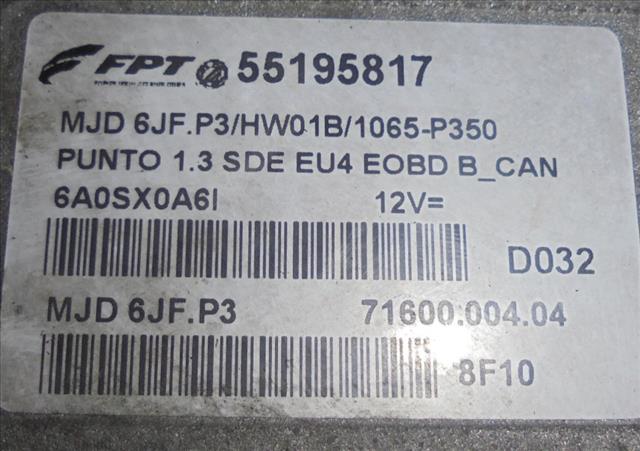 FPT 55195817
MJD 6JF.P3/HW01B/1065-P350
PUNTO 1.3 SDE EU4 EOBD B_CAN
6A0SX0A6I 12V=
D032
MJD 6JF.P3 71600.004.04
8F10